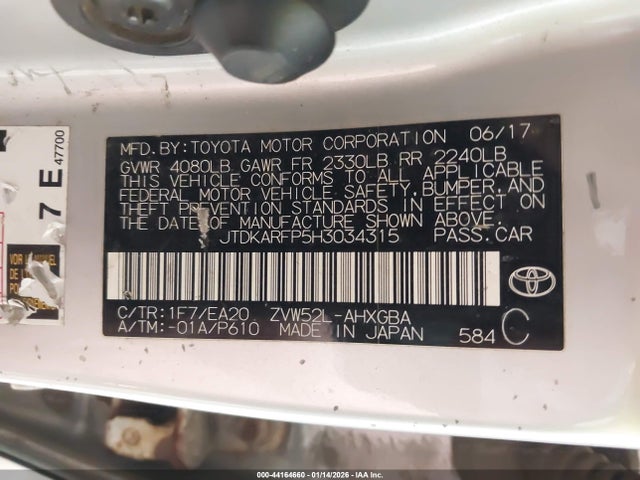 MFD. BY: TOYOTA MOTOR CORPORATION 06/17
GVWR 4080LB GAWR FR 2330LB RR 2240LB
THIS VEHICLE CONFORMS TO ALL APPLICABLE
FEDERAL MOTOR VEHICLE SAFETY, BUMPER, AND
THEFT PREVENTION STANDARDS IN EFFECT ON
THE DATE OF MANUFACTURE SHOWN ABOVE.
JTDKARFP5H3034315 PASS.CAR
C/TR: 1F7/EA20 ZVW52L-AHXGBA
A/TM: -01A/P610 MADE IN JAPAN 584 C
7 E
47700
000-44164660 - 01/14/2026 - IAA Inc.